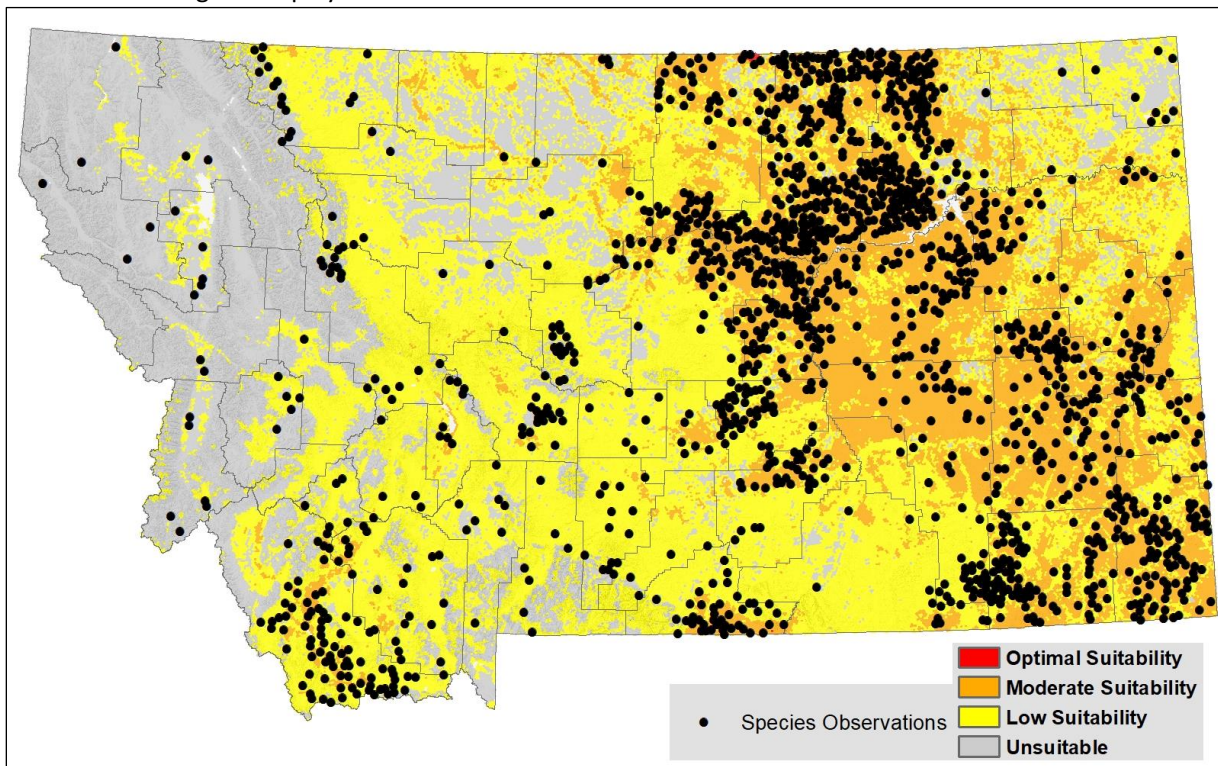 Optimal Suitability
Moderate Suitability
Species Observations
Low Suitability
Unsuitable